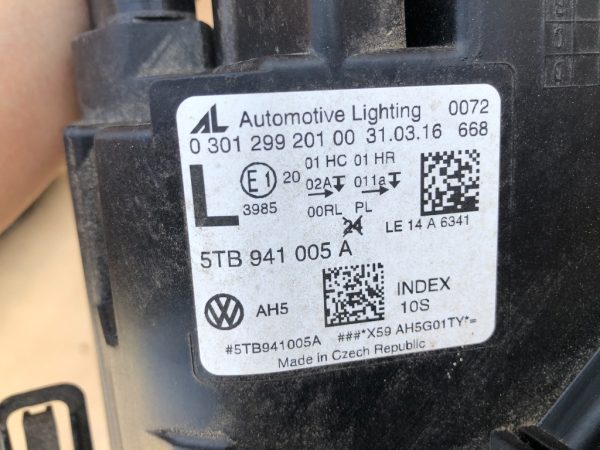 AL Automotive Lighting 0072
0 301 299 201 00 31.03.16 668
01 HC 01 HR
L E1 20 02A 011a
3985 00RL PL
24 LE 14 A 6341
5TB 941 005 A
VW AH5 INDEX
10S
#5TB941005A ###*X59 AH5G01TY*=
Made in Czech Republic